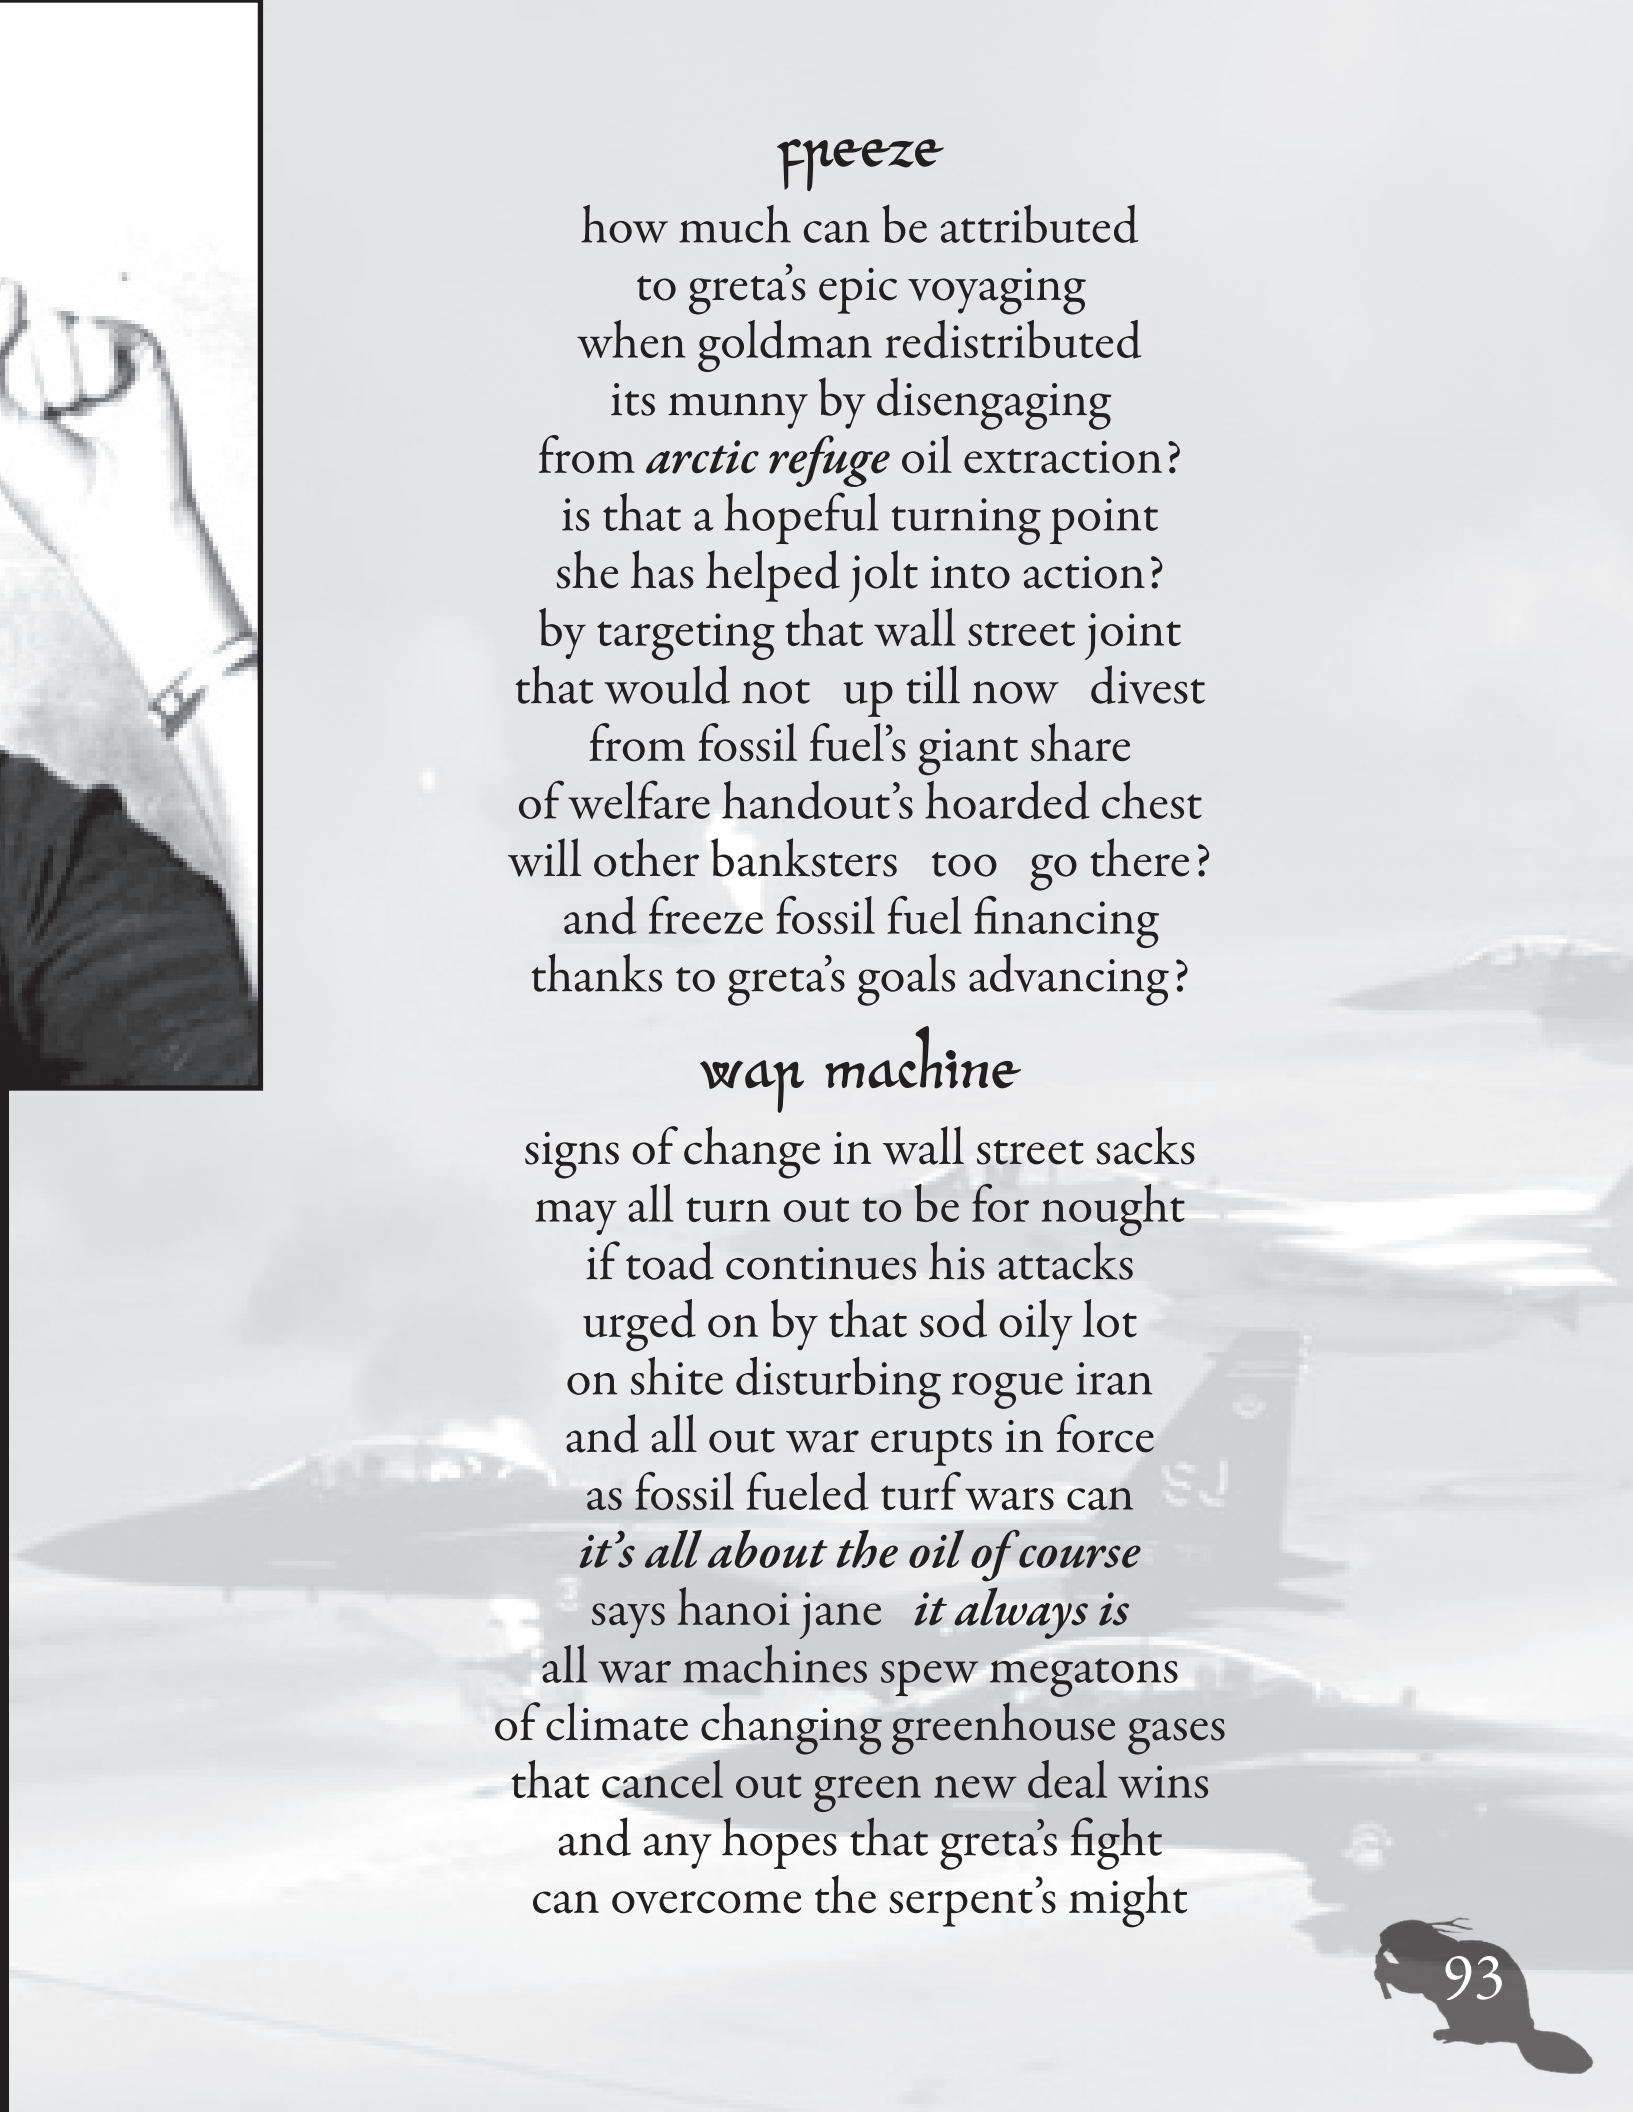 freeze
how much can be attributed
to greta’s epic voyaging
when goldman redistributed
its munny by disengaging
from arctic refuge oil extraction?
is that a hopeful turning point
she has helped jolt into action?
by targeting that wall street joint
that would not   up till now   divest
from fossil fuel’s giant share
of welfare handout’s hoarded chest
will other banksters   too   go there?
and freeze fossil fuel financing
thanks to greta’s goals advancing?
war machine
signs of change in wall street sacks
may all turn out to be for nought
if toad continues his attacks
urged on by that sod oily lot
on shite disturbing rogue iran
and all out war erupts in force
as fossil fueled turf wars can
it’s all about the oil of course
says hanoi jane   it always is
all war machines spew megatons
of climate changing greenhouse gases
that cancel out green new deal wins
and any hopes that greta’s fight
can overcome the serpent’s might
SJ
3
93